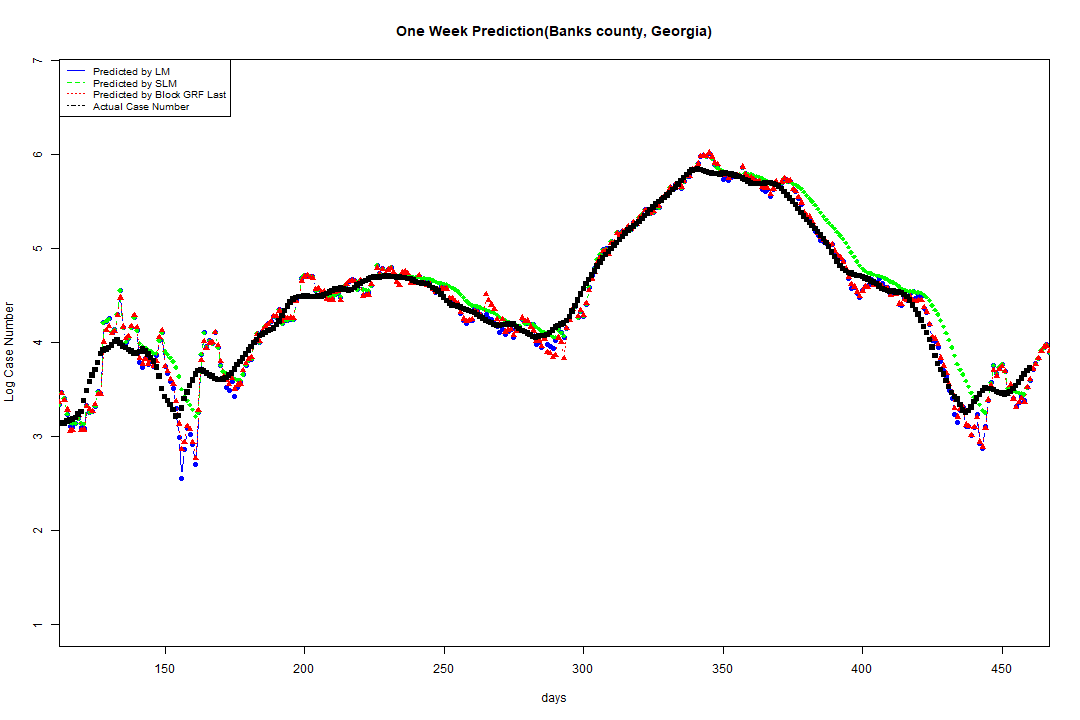 One Week Prediction(Banks county, Georgia)
Predicted by LM
Predicted by SLM
Predicted by Block GRF Last
Actual Case Number
7
6
5
4
3
2
1
Log Case Number
150 200 250 300 350 400 450
days